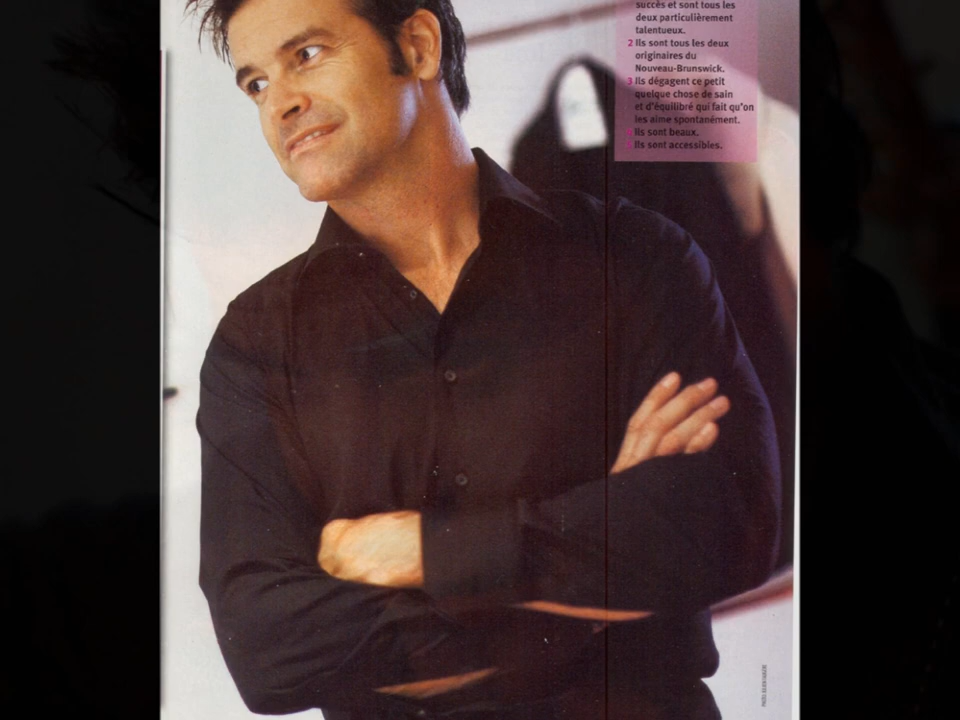 succès et sont tous les
deux particulièrement
talentueux.
2 Ils sont tous les deux
originaires du
Nouveau-Brunswick.
3 Ils dégagent ce petit
quelque chose de sain
et d'équilibré qui fait qu'on
les aime spontanément.
4 Ils sont beaux.
5 Ils sont accessibles.